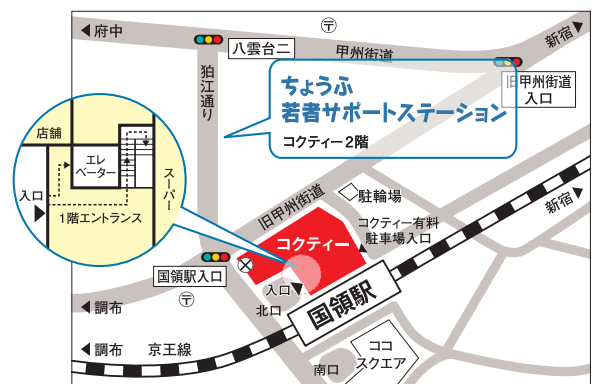 府中
〒
八雲台二
甲州街道
新宿
狛江通り
旧甲州街道
入口
ちょうふ
若者サポートステーション
コクティー2階
店舗
エレ
ベーター
スーパー
入口
1階エントランス
旧甲州街道
駐輪場
コクティー有料
駐車場入口
新宿
コクティー
国領駅入口
〒
入口
北口
国領駅
調布
調布
京王線
南口
ココ
スクエア